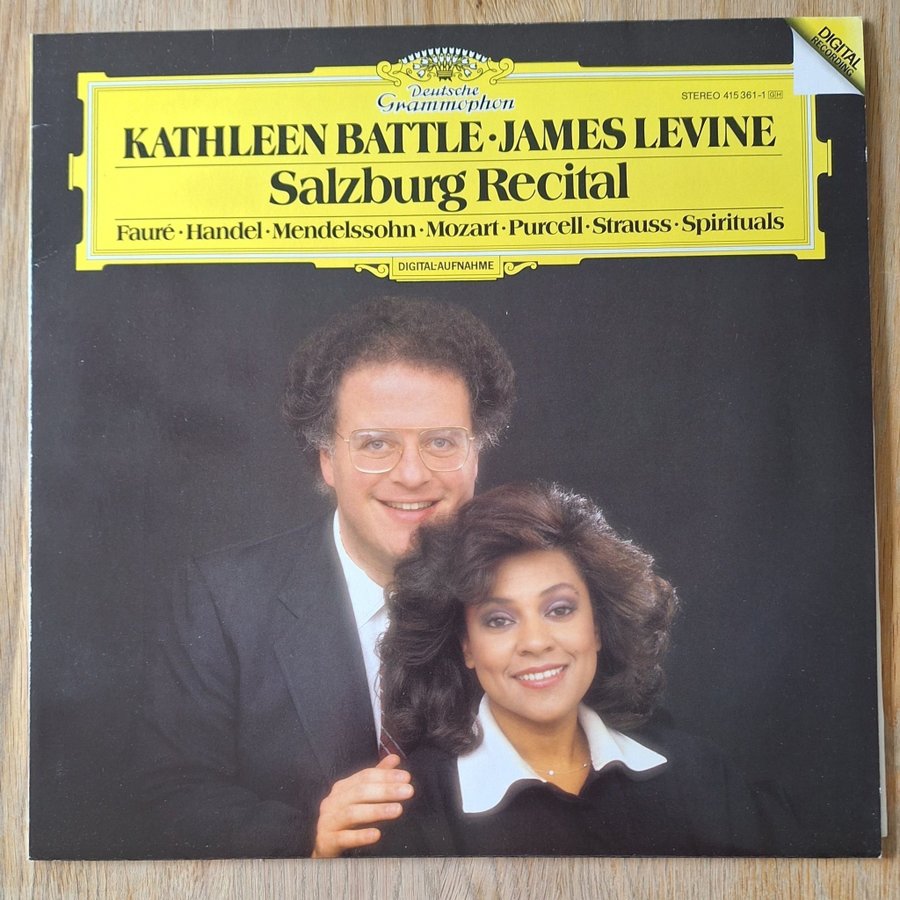 DIGITAL
RECORDING
Deutsche
Grammophon
STEREO 415 361-1 GH
KATHLEEN BATTLE·JAMES LEVINE
Salzburg Recital
Fauré·Handel·Mendelssohn·Mozart·Purcell·Strauss·Spirituals
DIGITAL-AUFNAHME